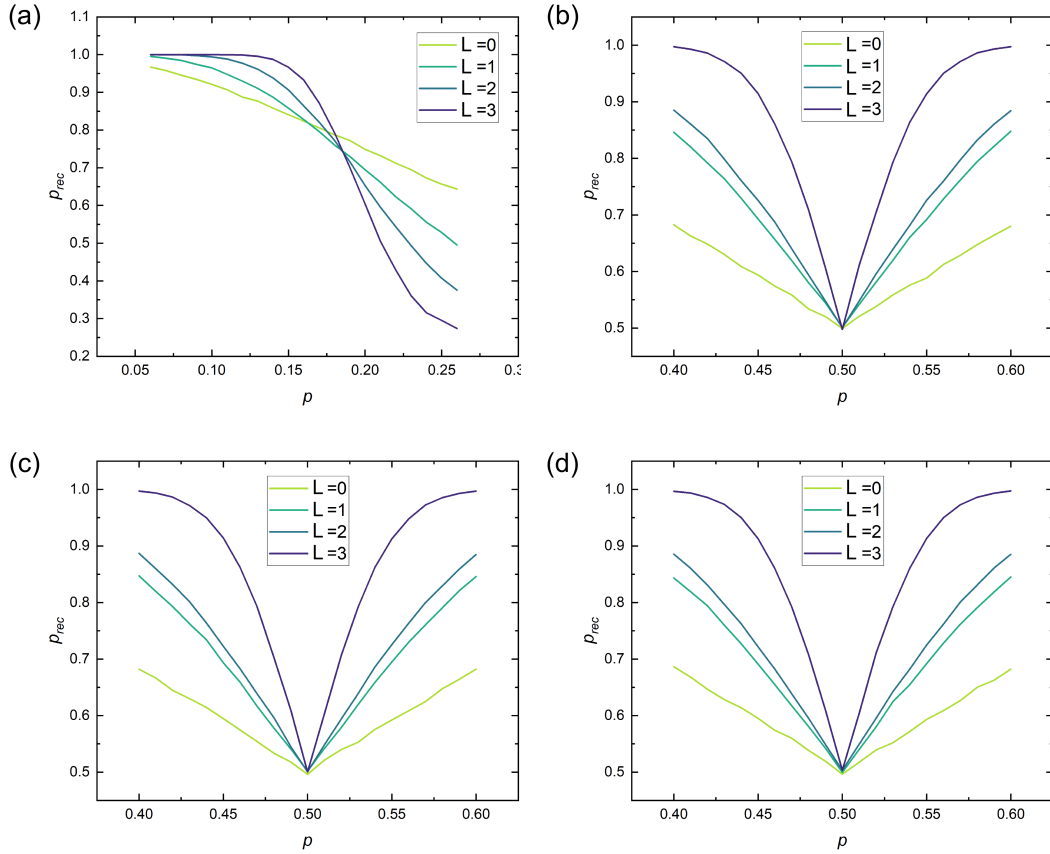 (a)
1.1
1.0
0.9
0.8
0.7
0.6
0.5
0.4
0.3
0.2
p_rec
L =0
L =1
L =2
L =3
0.05
0.10
0.15
0.20
0.25
0.3
p
(b)
1.0
0.9
0.8
0.7
0.6
0.5
p_rec
L =0
L =1
L =2
L =3
0.40
0.45
0.50
0.55
0.60
p
(c)
1.0
0.9
0.8
0.7
0.6
0.5
p_rec
L =0
L =1
L =2
L =3
0.40
0.45
0.50
0.55
0.60
p
(d)
1.0
0.9
0.8
0.7
0.6
0.5
p_rec
L =0
L =1
L =2
L =3
0.40
0.45
0.50
0.55
0.60
p